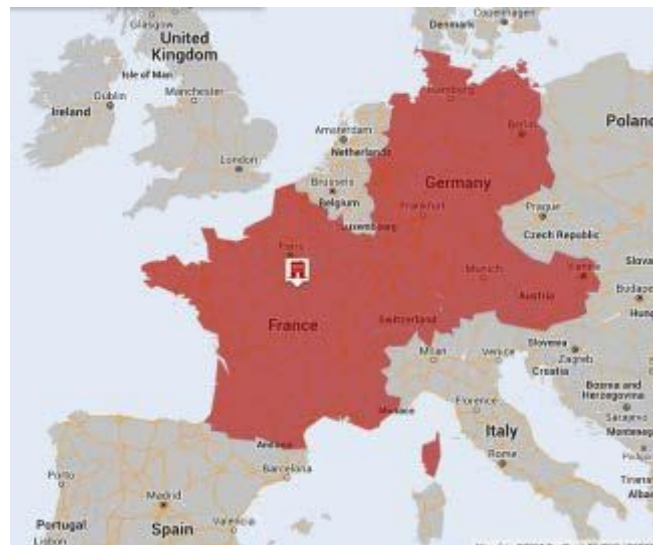 Copenhagen
Glasgow
Denmark
United
Kingdom
Isle of Man
Hamburg
Dublin
Manchester
Ireland
Berlin
Poland
Amsterdam
Netherlands
London
Brussels
Germany
Belgium
Frankfurt
Prague
Luxembourg
Czech Republic
Paris
Munich
Vienna
Slova
Budape
Austria
Hung
France
Switzerland
Slovenia
Milan
Venice
Zagreb
Croatia
Bosnia and
Herzegovina
Monaco
Florence
Sarajevo
Italy
Montenegr
Andorra
Rome
Barcelona
Porto
Tirana
Alba
Madrid
Portugal
Spain
Valencia
Lisbon